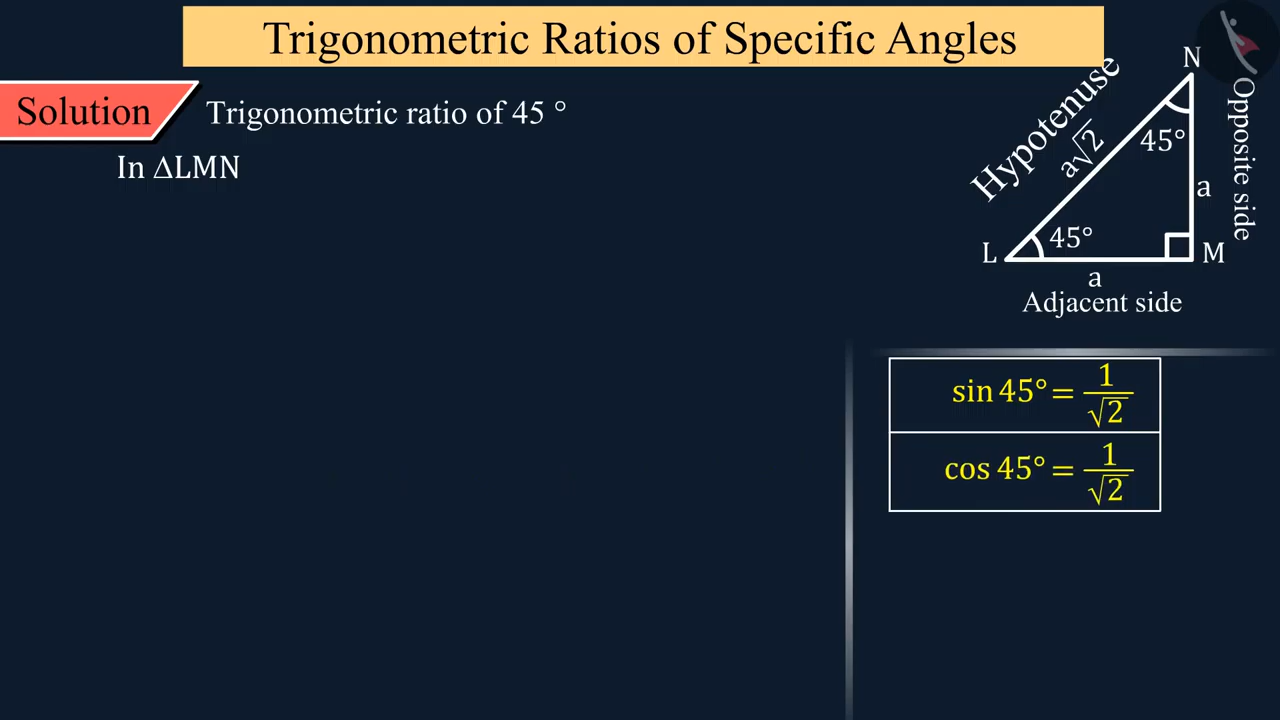 Trigonometric Ratios of Specific Angles
Solution
Trigonometric ratio of 45 °
In ΔLMN
N
Hypotenuse
a√2
45°
a
Opposite side
L
45°
M
a
Adjacent side
sin 45° = 1/√2
cos 45° = 1/√2